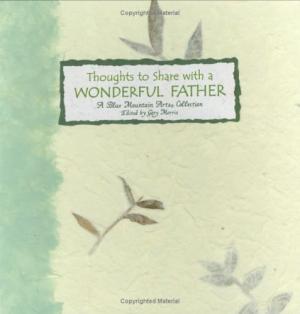 Copyrighted Material
Thoughts to Share with a
WONDERFUL FATHER
A Blue Mountain Arts® Collection
Edited by Gary Morris
Copyrighted Material